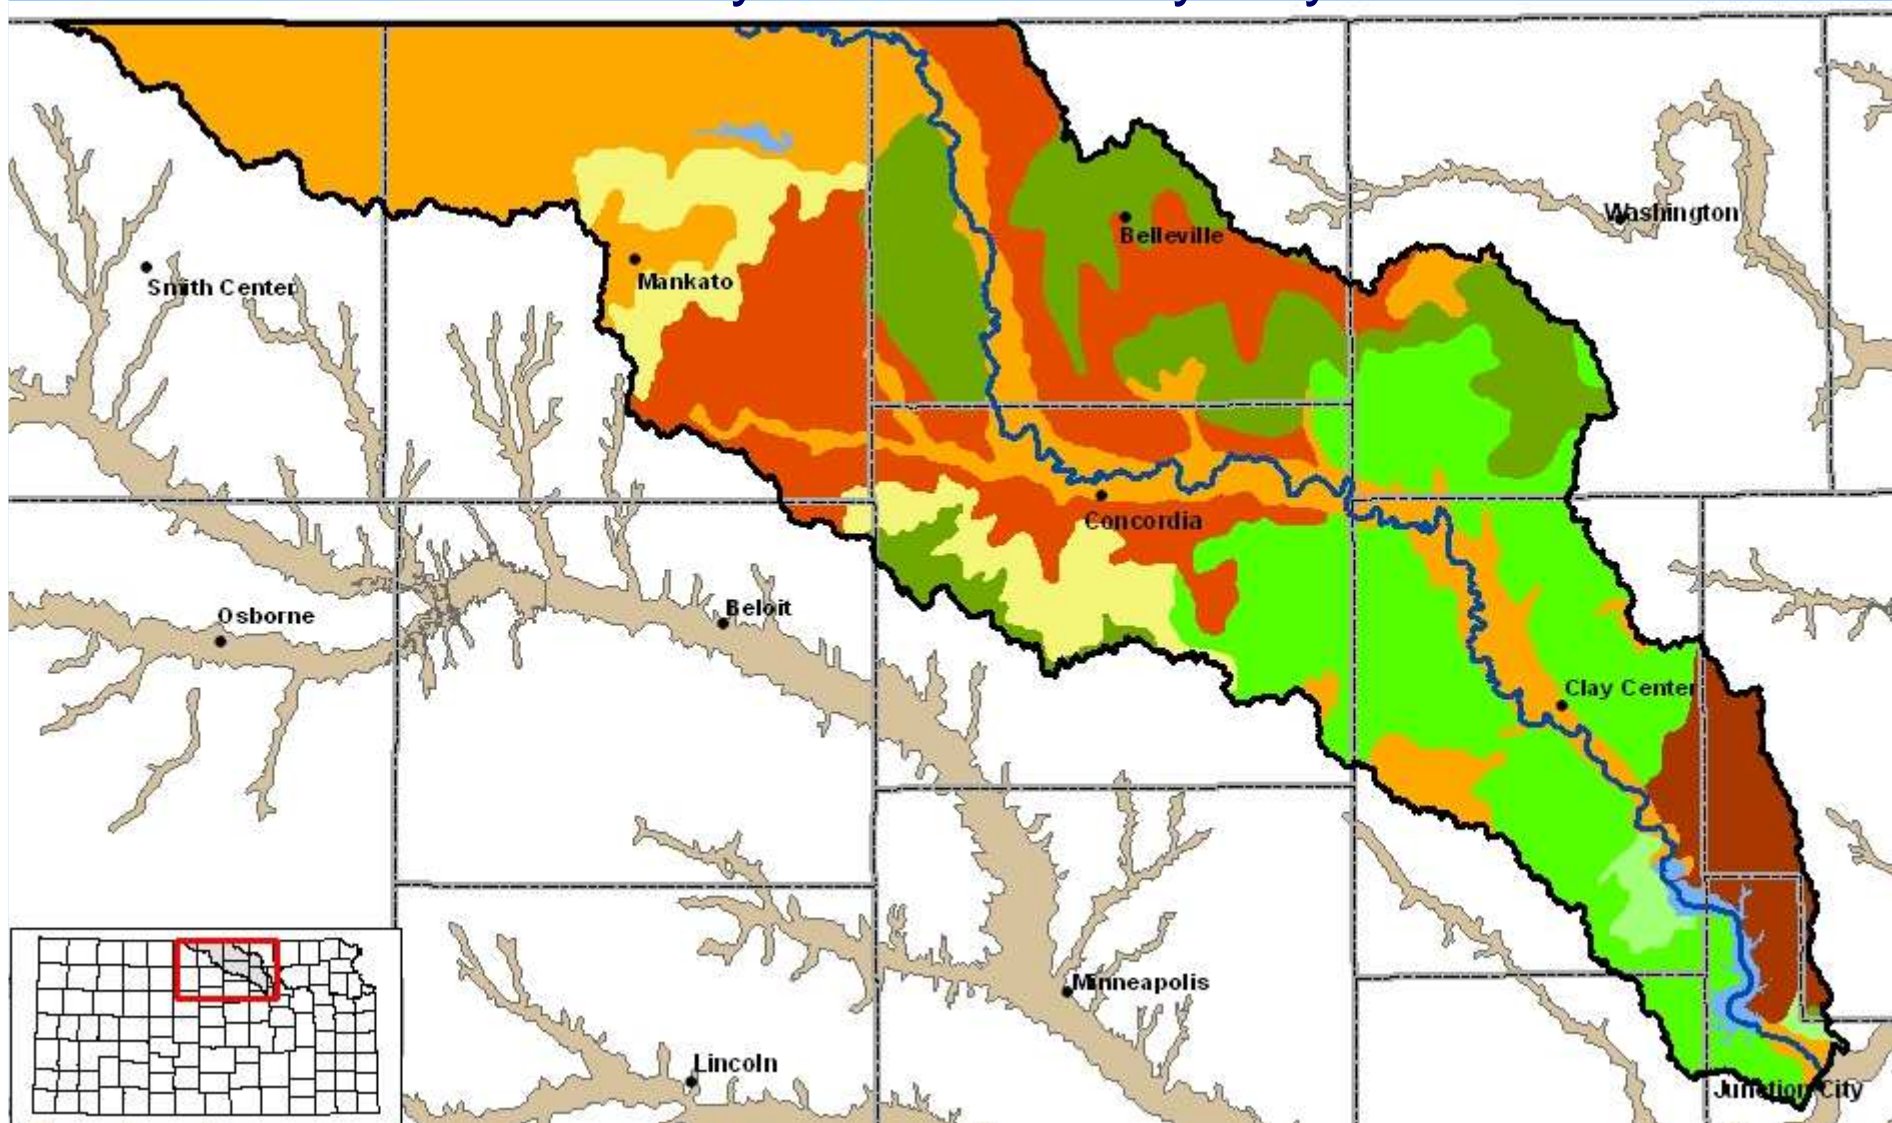 Washington
Belleville
Mankato
Smith Center
Concordia
Osborne
Beloit
Clay Center
Minneapolis
Lincoln
Junction City